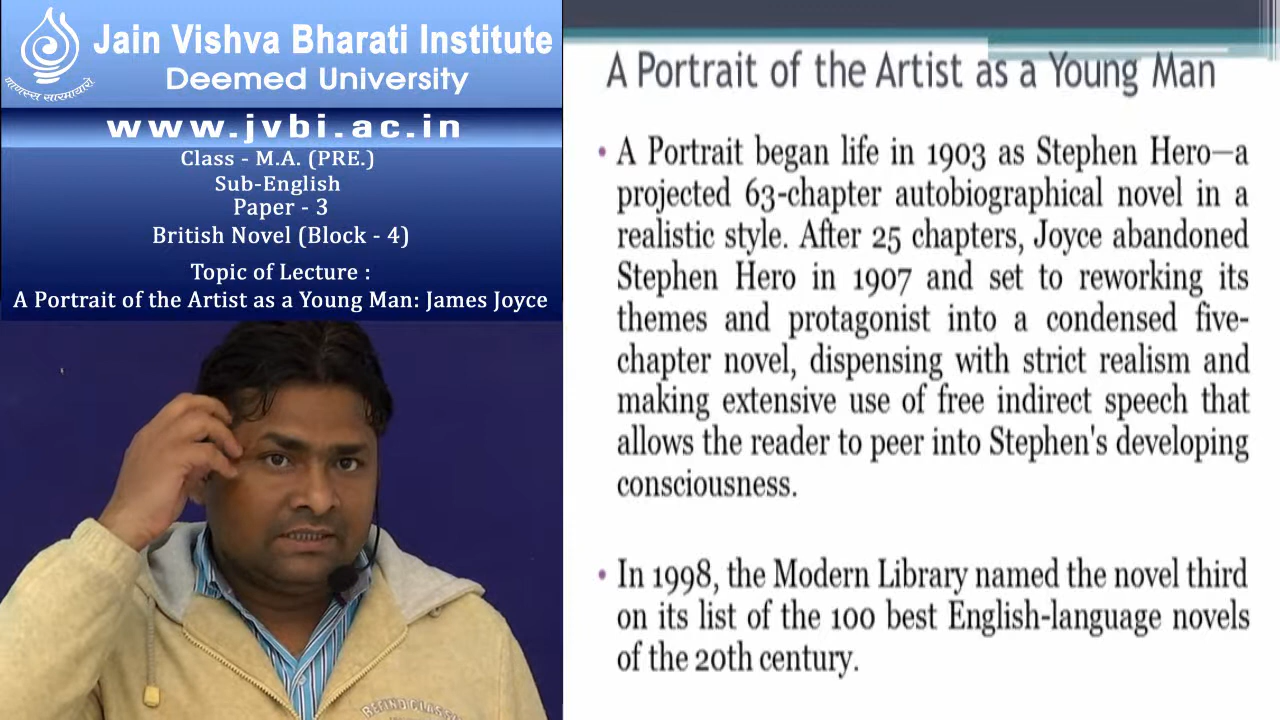 Jain Vishva Bharati Institute
Deemed University
www.jvbi.ac.in
Class - M.A. (PRE.)
Sub-English
Paper - 3
British Novel (Block - 4)
Topic of Lecture :
A Portrait of the Artist as a Young Man: James Joyce
A Portrait of the Artist as a Young Man
• A Portrait began life in 1903 as Stephen Hero—a
projected 63-chapter autobiographical novel in a
realistic style. After 25 chapters, Joyce abandoned
Stephen Hero in 1907 and set to reworking its
themes and protagonist into a condensed five-
chapter novel, dispensing with strict realism and
making extensive use of free indirect speech that
allows the reader to peer into Stephen's developing
consciousness.
• In 1998, the Modern Library named the novel third
on its list of the 100 best English-language novels
of the 20th century.